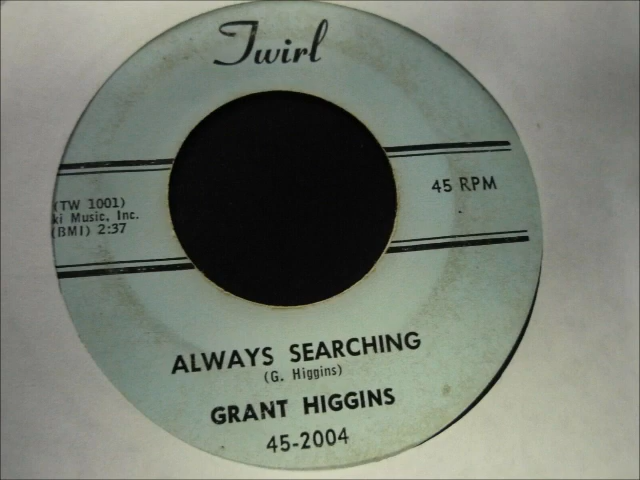 Twirl
45 RPM
(TW 1001)
ki Music, Inc.
(BMI) 2:37
ALWAYS SEARCHING
(G. Higgins)
GRANT HIGGINS
45-2004